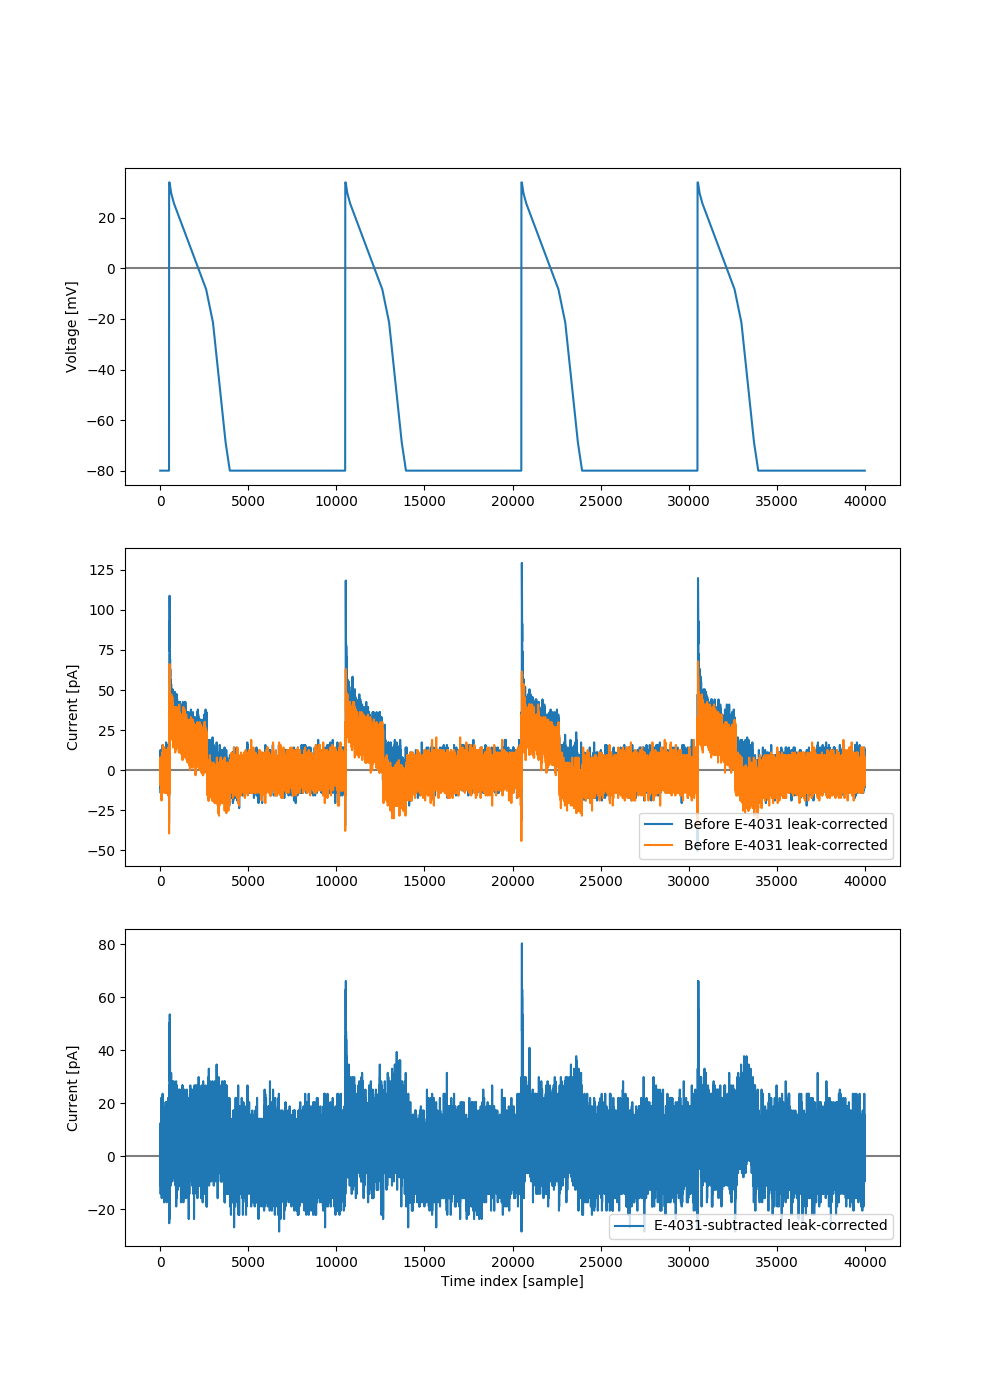 20
0
−20
−40
−60
−80
Voltage [mV]
0 5000 10000 15000 20000 25000 30000 35000 40000
125
100
75
50
25
0
−25
−50
Current [pA]
Before E-4031 leak-corrected
Before E-4031 leak-corrected
0 5000 10000 15000 20000 25000 30000 35000 40000
80
60
40
20
0
−20
Current [pA]
E-4031-subtracted leak-corrected
0 5000 10000 15000 20000 25000 30000 35000 40000
Time index [sample]